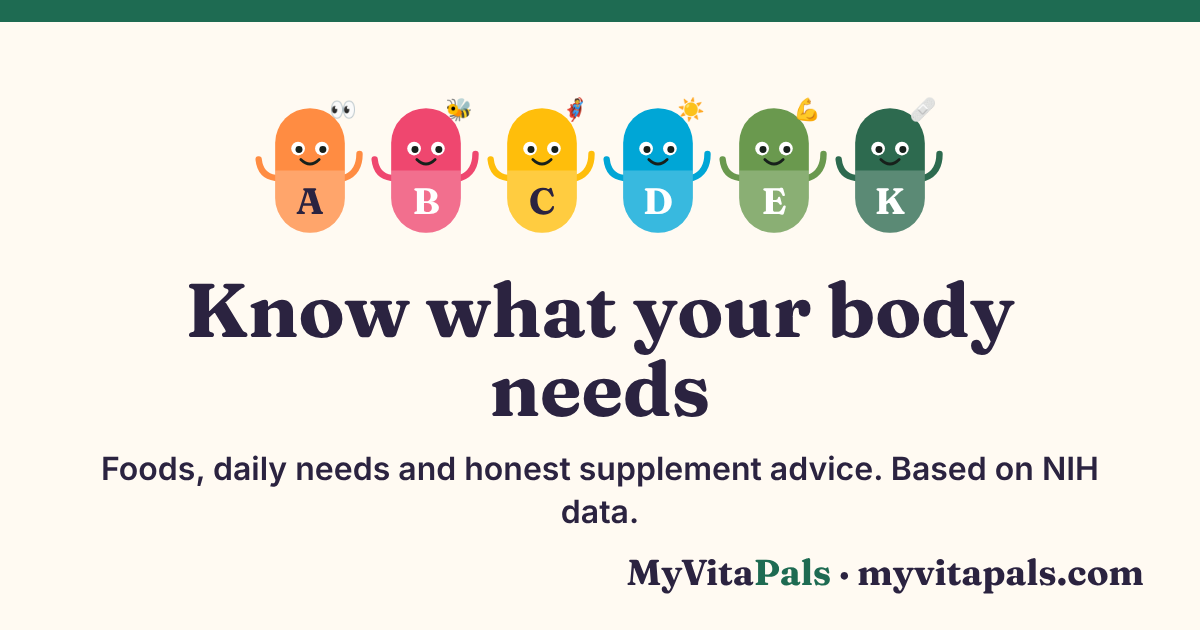 A B C D E K
Know what your body
needs
Foods, daily needs and honest supplement advice. Based on NIH
data.
MyVitaPals · myvitapals.com